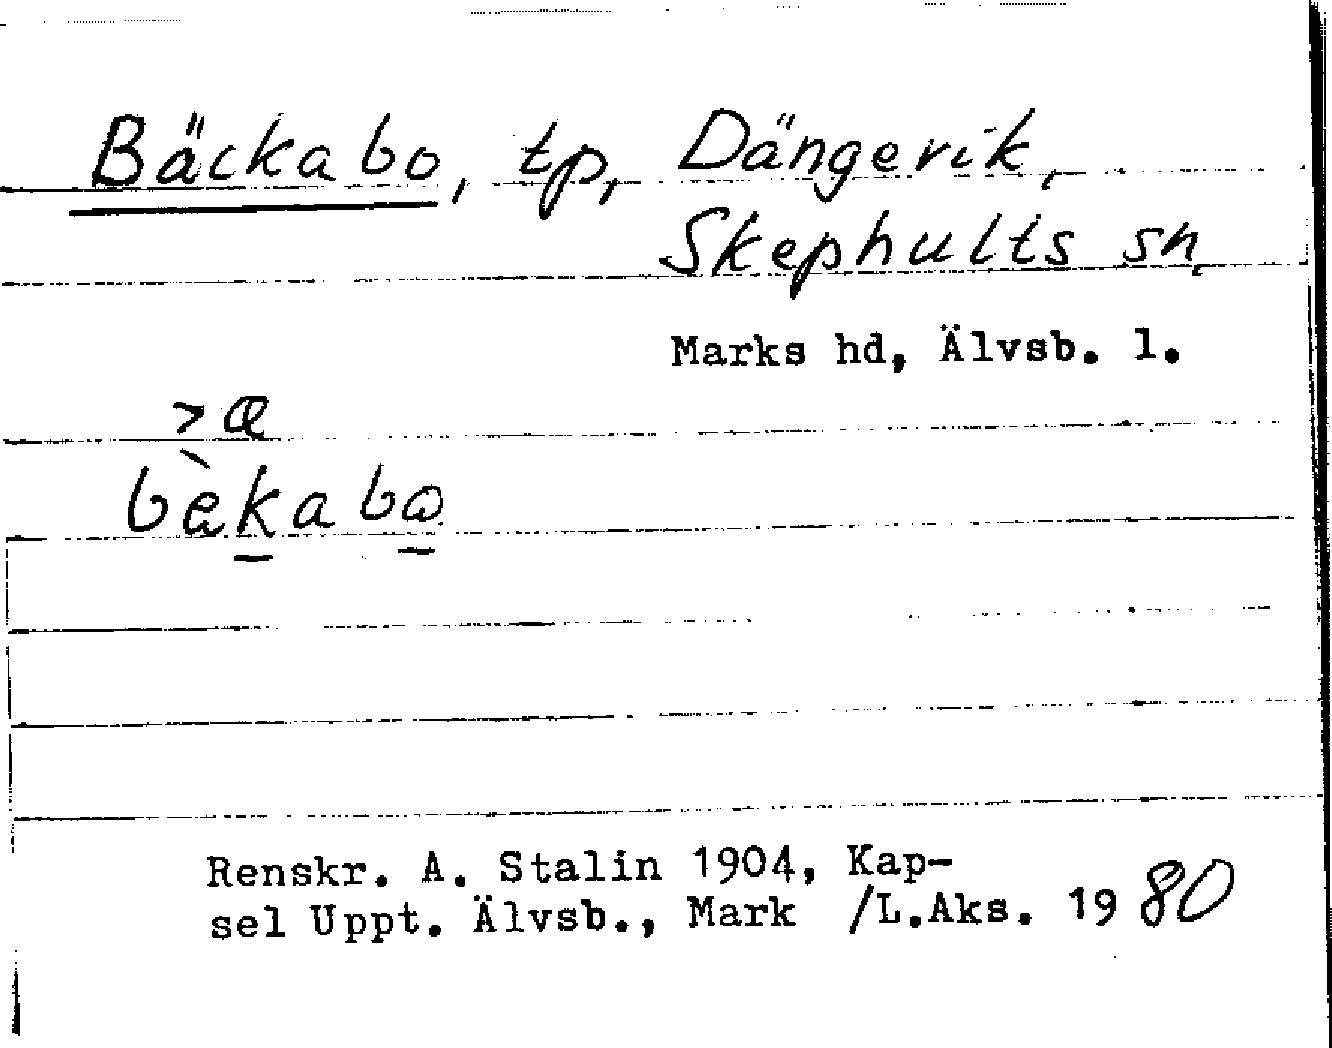 Bäckabo, tp, Dängerik,
Skephults sn
Marks hd, Älvsb. l.
> æ
bèkabo
Renskr. A. Stalin 1904, Kap-
sel Uppt. Älvsb., Mark /L.Aks. 1980